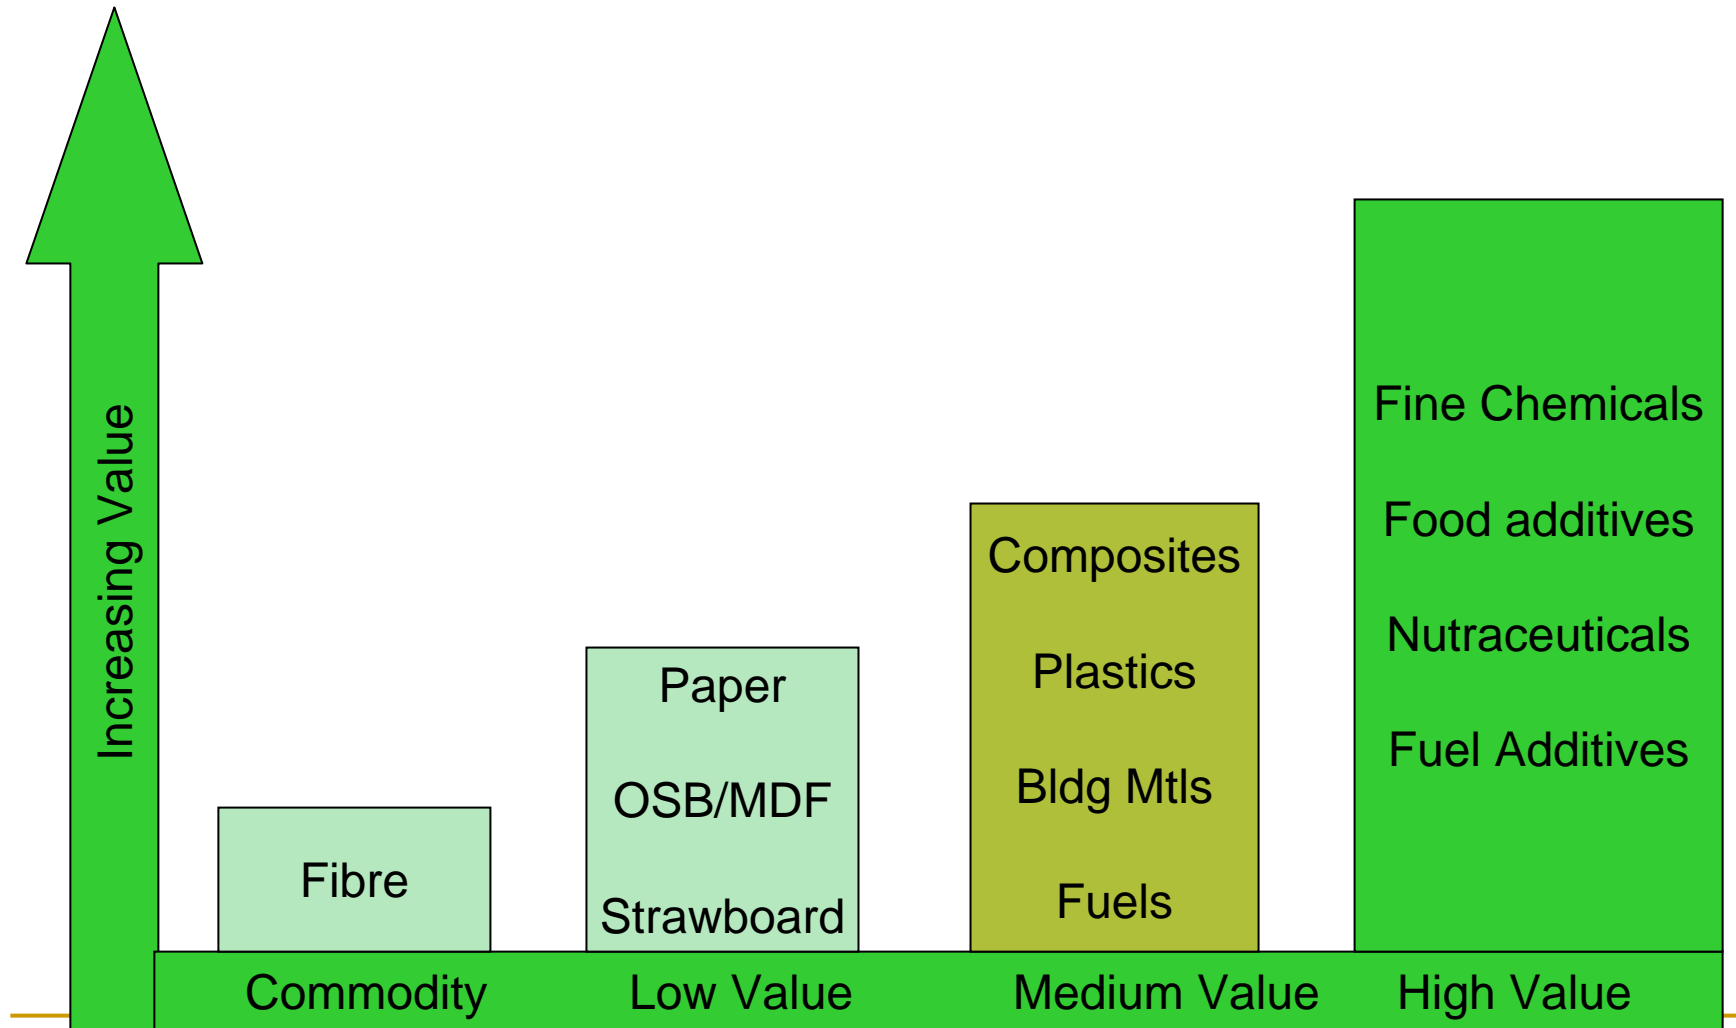 Increasing Value
Fibre
Commodity
Paper
OSB/MDF
Strawboard
Low Value
Composites
Plastics
Bldg Mtls
Fuels
Medium Value
Fine Chemicals
Food additives
Nutraceuticals
Fuel Additives
High Value